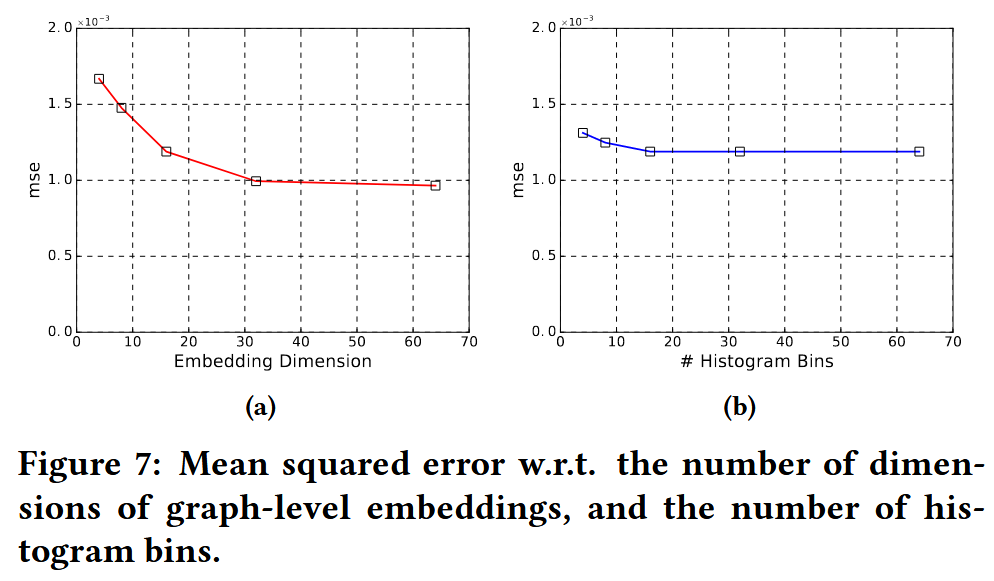 2.0 ×10⁻³
1.5
1.0
0.5
0.0
mse
0 10 20 30 40 50 60 70
Embedding Dimension
(a)
2.0 ×10⁻³
1.5
1.0
0.5
0.0
mse
0 10 20 30 40 50 60 70
# Histogram Bins
(b)
Figure 7: Mean squared error w.r.t. the number of dimen-
sions of graph-level embeddings, and the number of his-
togram bins.